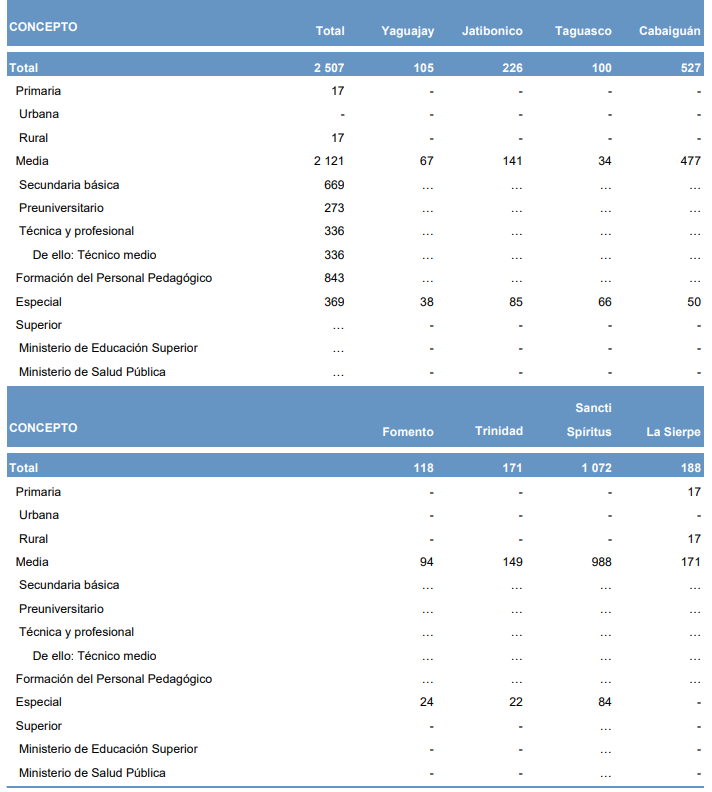 CONCEPTO Total Yaguajay Jatibonico Taguasco Cabaiguán
Total 2 507 105 226 100 527
Primaria 17 - - - -
Urbana - - - - -
Rural 17 - - - -
Media 2 121 67 141 34 477
Secundaria básica 669 … … … …
Preuniversitario 273 … … … …
Técnica y profesional 336 … … … …
De ello: Técnico medio 336 … … … …
Formación del Personal Pedagógico 843 … … … …
Especial 369 38 85 66 50
Superior … - - - -
Ministerio de Educación Superior … - - - -
Ministerio de Salud Pública … - - - -
CONCEPTO Fomento Trinidad Sancti Spíritus La Sierpe
Total 118 171 1 072 188
Primaria - - - 17
Urbana - - - -
Rural - - - 17
Media 94 149 988 171
Secundaria básica … … … …
Preuniversitario … … … …
Técnica y profesional … … … …
De ello: Técnico medio … … … …
Formación del Personal Pedagógico … … … …
Especial 24 22 84 -
Superior - - … -
Ministerio de Educación Superior - - … -
Ministerio de Salud Pública - - … -